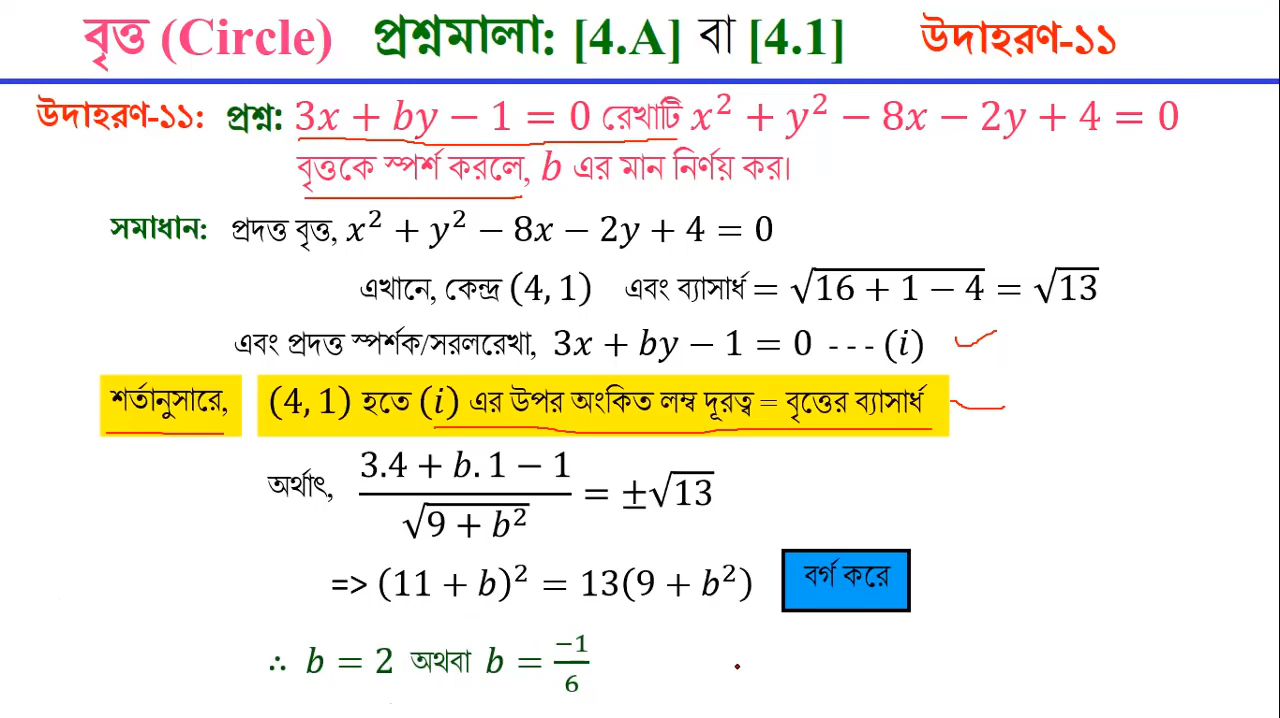 বৃত্ত (Circle) প্রশ্নমালা: [4.A] বা [4.1] উদাহরণ-১১
উদাহরণ-১১: প্রশ্ন: 3x + by − 1 = 0 রেখাটি x² + y² − 8x − 2y + 4 = 0
বৃত্তকে স্পর্শ করলে, b এর মান নির্ণয় কর।
সমাধান: প্রদত্ত বৃত্ত, x² + y² − 8x − 2y + 4 = 0
এখানে, কেন্দ্র (4, 1) এবং ব্যাসার্ধ = √(16 + 1 − 4) = √13
এবং প্রদত্ত স্পর্শক/সরলরেখা, 3x + by − 1 = 0 - - - (i)
শর্তানুসারে, (4, 1) হতে (i) এর উপর অংকিত লম্ব দূরত্ব = বৃত্তের ব্যাসার্ধ
অর্থাৎ, (3.4 + b. 1 − 1)/√(9 + b²) = ±√13
=> (11 + b)² = 13(9 + b²) বর্গ করে
∴ b = 2 অথবা b = −1/6